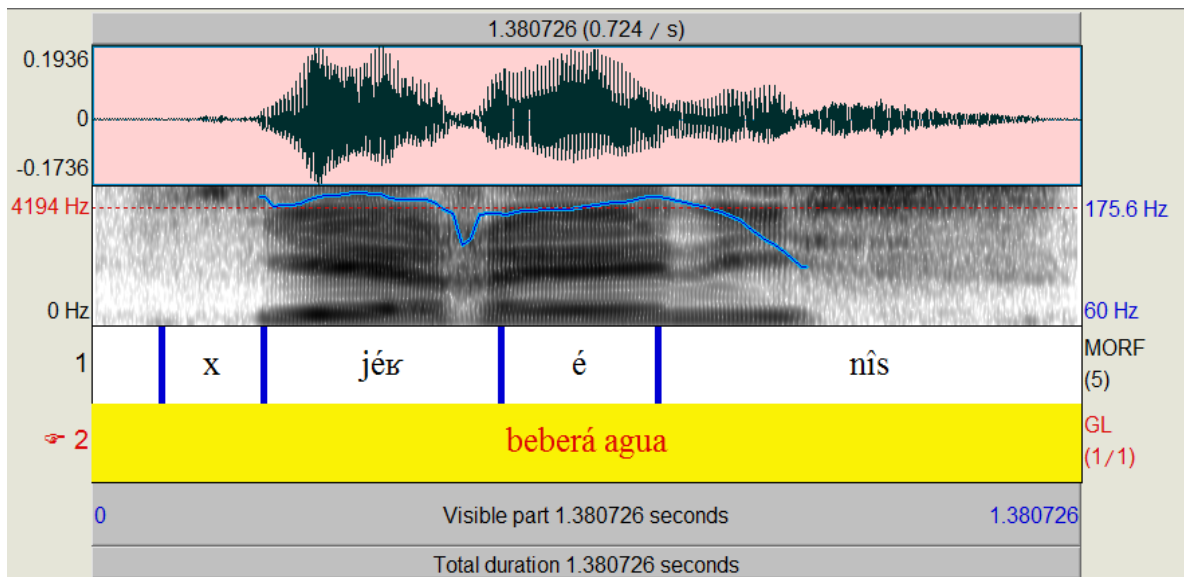 1.380726 (0.724 / s)
0.1936
0
-0.1736
4194 Hz
175.6 Hz
0 Hz
60 Hz
1 x jéʁ é nîs MORF
(5)
☞ 2 beberá agua GL
(1/1)
0 Visible part 1.380726 seconds 1.380726
Total duration 1.380726 seconds